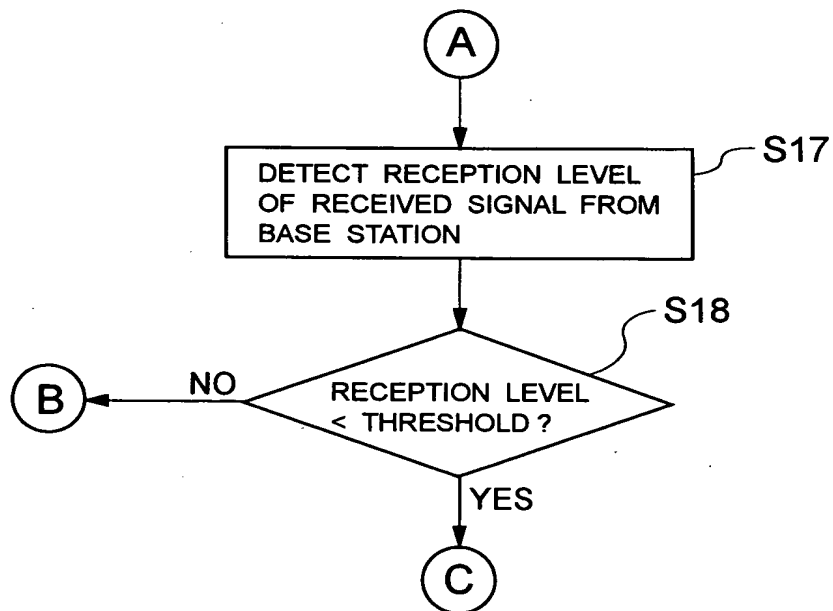 A
S17
DETECT RECEPTION LEVEL
OF RECEIVED SIGNAL FROM
BASE STATION
S18
NO
B
RECEPTION LEVEL
< THRESHOLD ?
YES
C